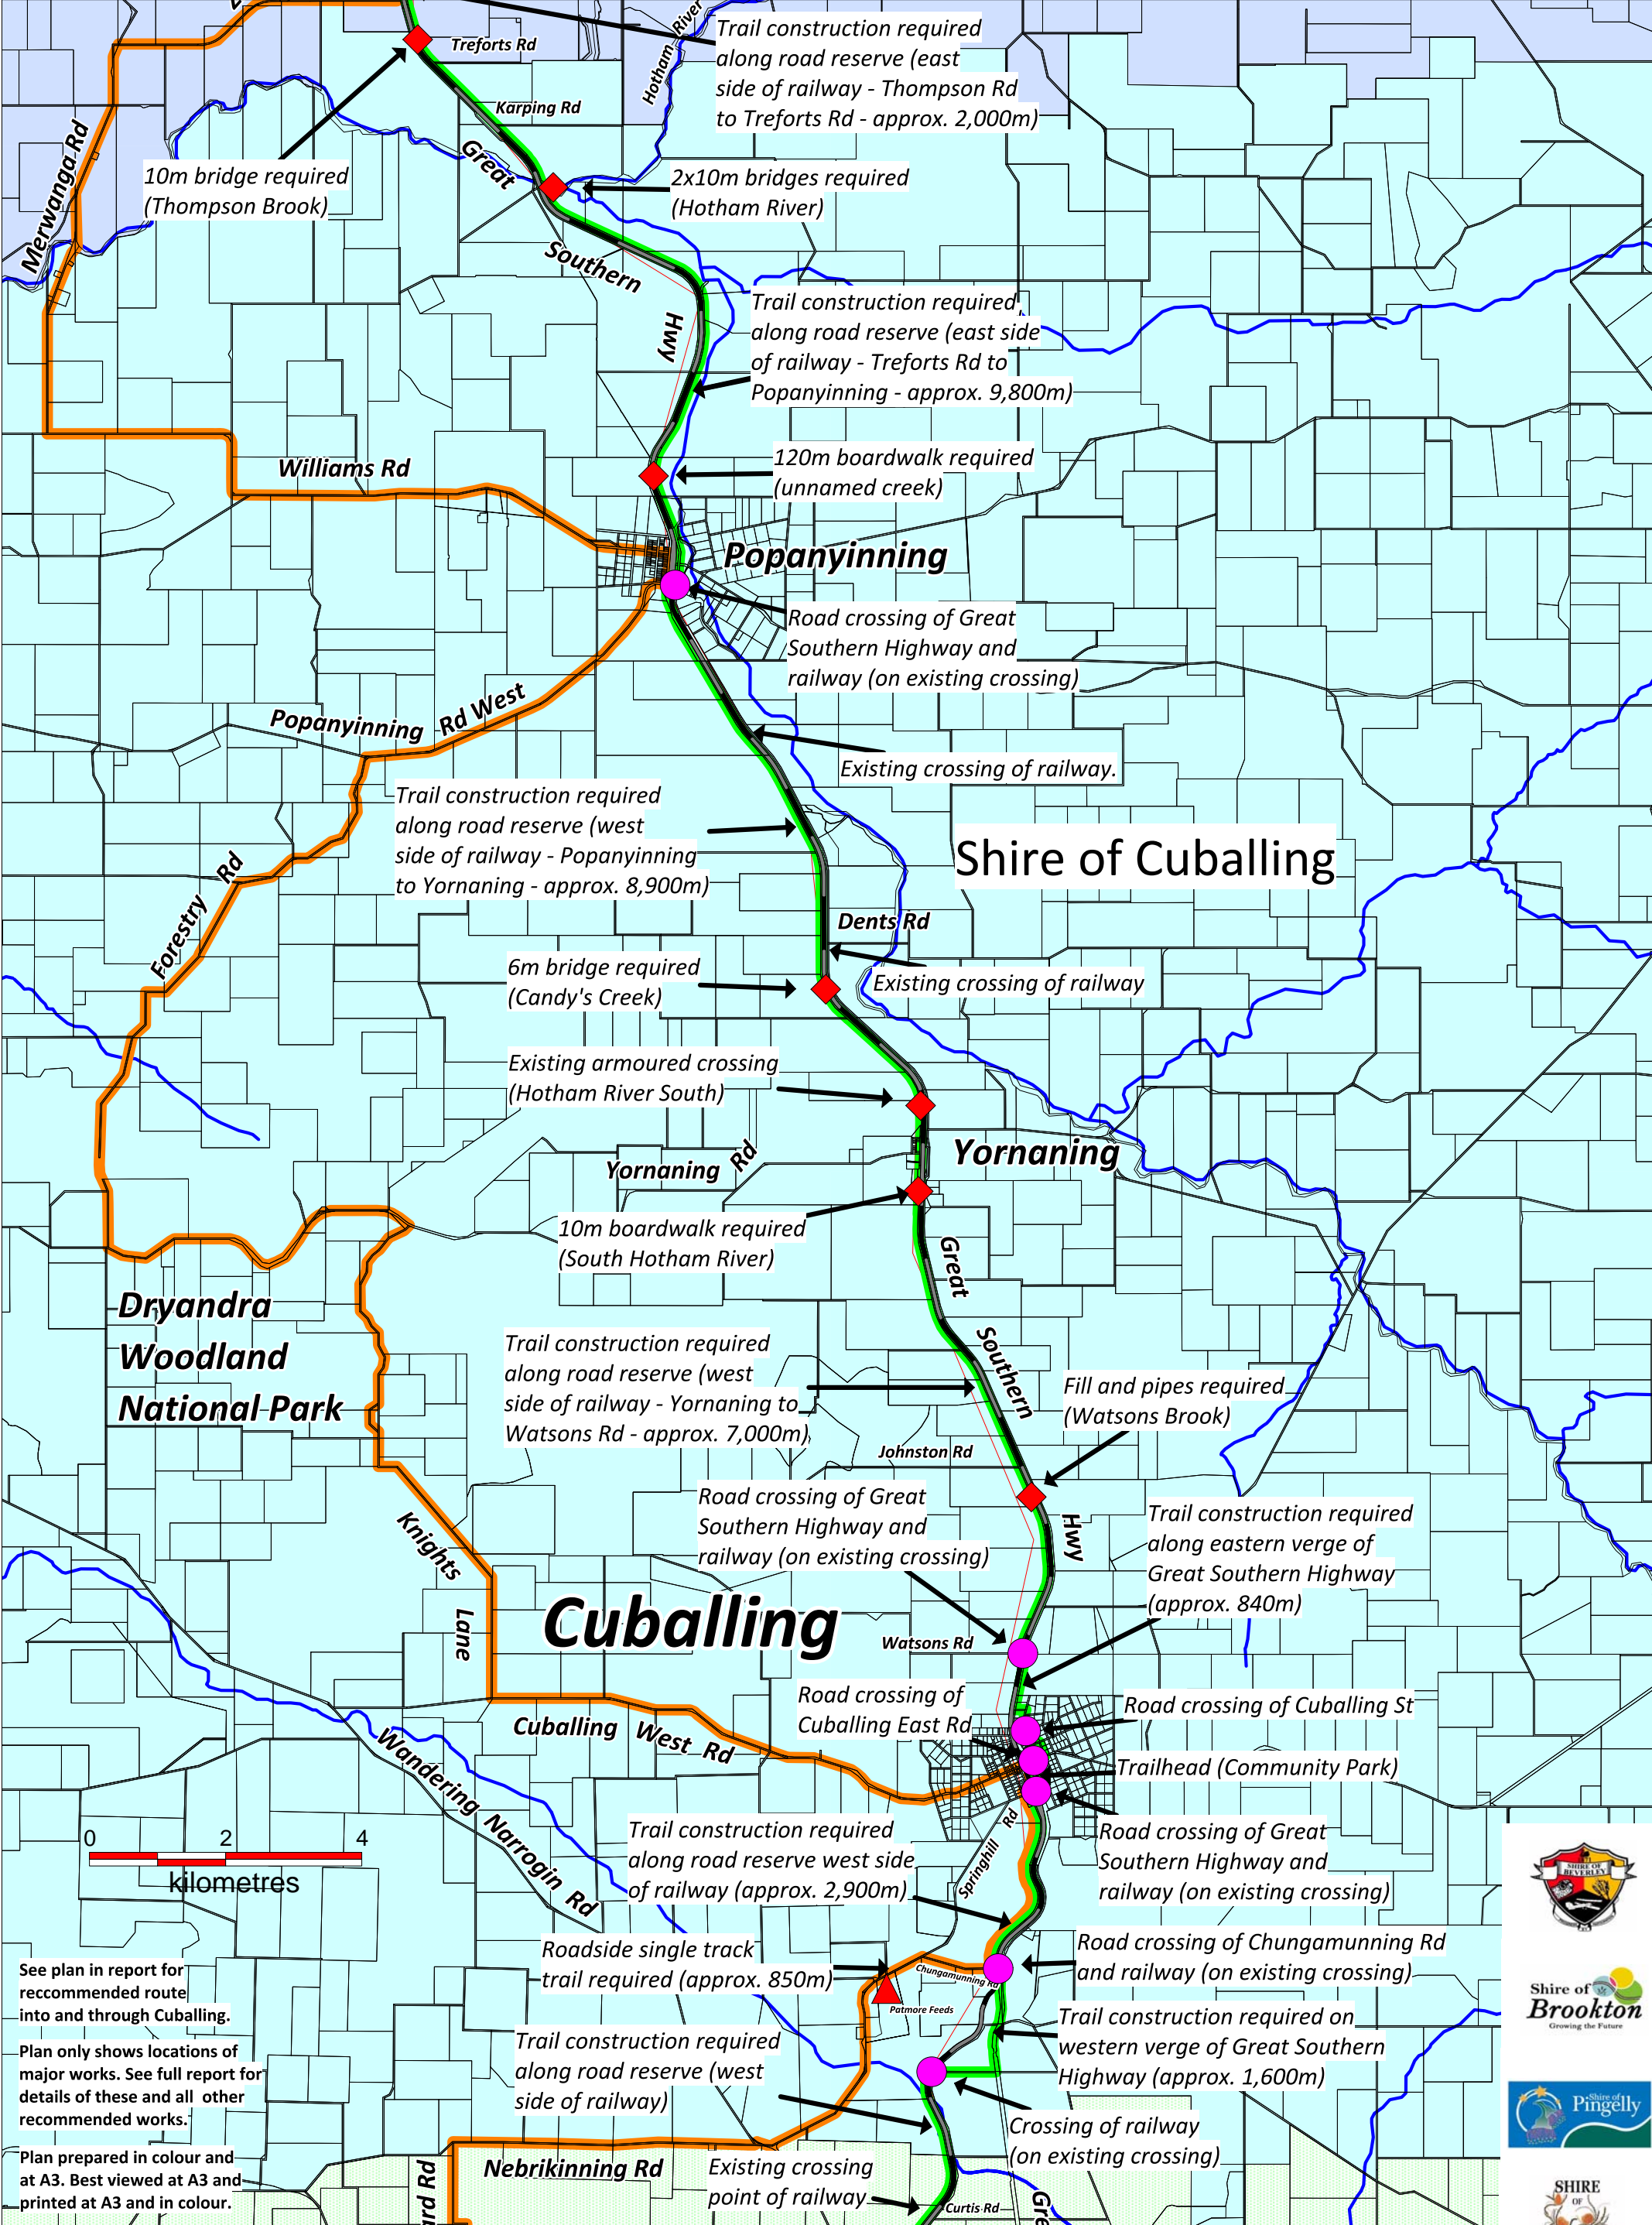 Treforts Rd
Hotham River
Trail construction required
along road reserve (east
side of railway - Thompson Rd
to Treforts Rd - approx. 2,000m)
Karping Rd
Merwanga Rd
Great
10m bridge required
(Thompson Brook)
2x10m bridges required
(Hotham River)
Southern
Hwy
Trail construction required
along road reserve (east side
of railway - Treforts Rd to
Popanyinning - approx. 9,800m)
Williams Rd
120m boardwalk required
(unnamed creek)
Popanyinning
Road crossing of Great
Southern Highway and
railway (on existing crossing)
Popanyinning Rd West
Existing crossing of railway.
Trail construction required
along road reserve (west
side of railway - Popanyinning
to Yornaning - approx. 8,900m)
Shire of Cuballing
Forestry Rd
Dents Rd
6m bridge required
(Candy's Creek)
Existing crossing of railway
Existing armoured crossing
(Hotham River South)
Yornaning Rd
Yornaning
10m boardwalk required
(South Hotham River)
Great
Dryandra
Woodland
National Park
Southern
Trail construction required
along road reserve (west
side of railway - Yornaning to
Watsons Rd - approx. 7,000m)
Fill and pipes required
(Watsons Brook)
Johnston Rd
Road crossing of Great
Southern Highway and
railway (on existing crossing)
Hwy
Trail construction required
along eastern verge of
Great Southern Highway
(approx. 840m)
Knights
Lane
Cuballing
Watsons Rd
Road crossing of
Cuballing East Rd
Road crossing of Cuballing St
Cuballing West Rd
Trailhead (Community Park)
Wandering Narrogin Rd
0 2 4
kilometres
Trail construction required
along road reserve west side
of railway (approx. 2,900m)
Springhill Rd
Road crossing of Great
Southern Highway and
railway (on existing crossing)
SHIRE OF
BEVERLEY
Roadside single track
trail required (approx. 850m)
Chungamunning Rd
Patmore Feeds
Road crossing of Chungamunning Rd
and railway (on existing crossing)
See plan in report for
reccommended route
into and through Cuballing.
Shire of
Brookton
Growing the Future
Plan only shows locations of
major works. See full report for
details of these and all other
recommended works.
Trail construction required
along road reserve (west
side of railway)
Trail construction required on
western verge of Great Southern
Highway (approx. 1,600m)
Shire of
Pingelly
Crossing of railway
(on existing crossing)
Plan prepared in colour and
at A3. Best viewed at A3 and
printed at A3 and in colour.
ard Rd
Nebrikinning Rd
Existing crossing
point of railway
Curtis Rd
Gre
SHIRE
OF